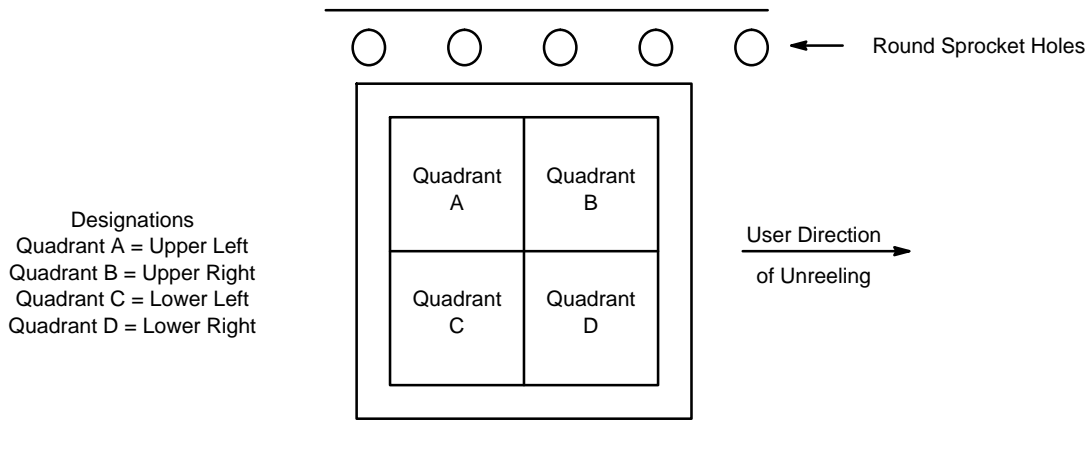 Round Sprocket Holes
Quadrant
A
Quadrant
B
Designations
Quadrant A = Upper Left
Quadrant B = Upper Right
Quadrant C = Lower Left
Quadrant D = Lower Right
User Direction
of Unreeling
Quadrant
C
Quadrant
D